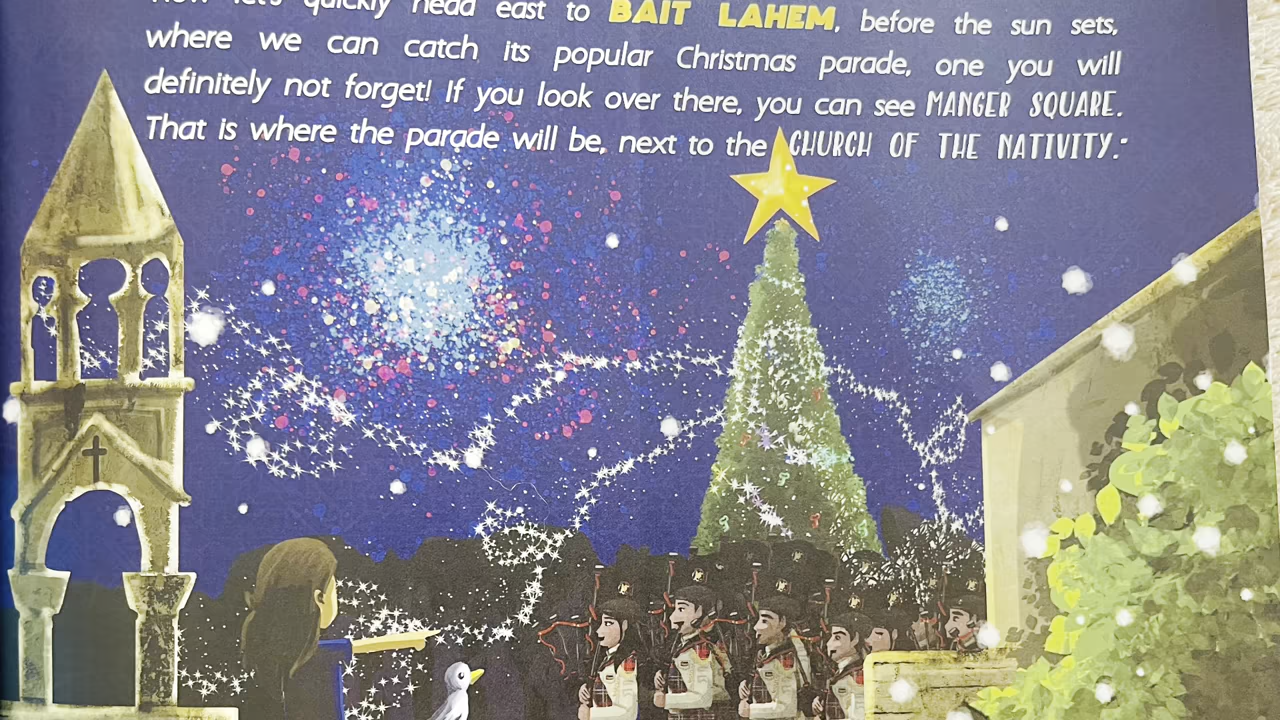 Now let's quickly head east to BAIT LAHEM, before the sun sets,
where we can catch its popular Christmas parade, one you will
definitely not forget! If you look over there, you can see MANGER SQUARE.
That is where the parade will be, next to the CHURCH OF THE NATIVITY."